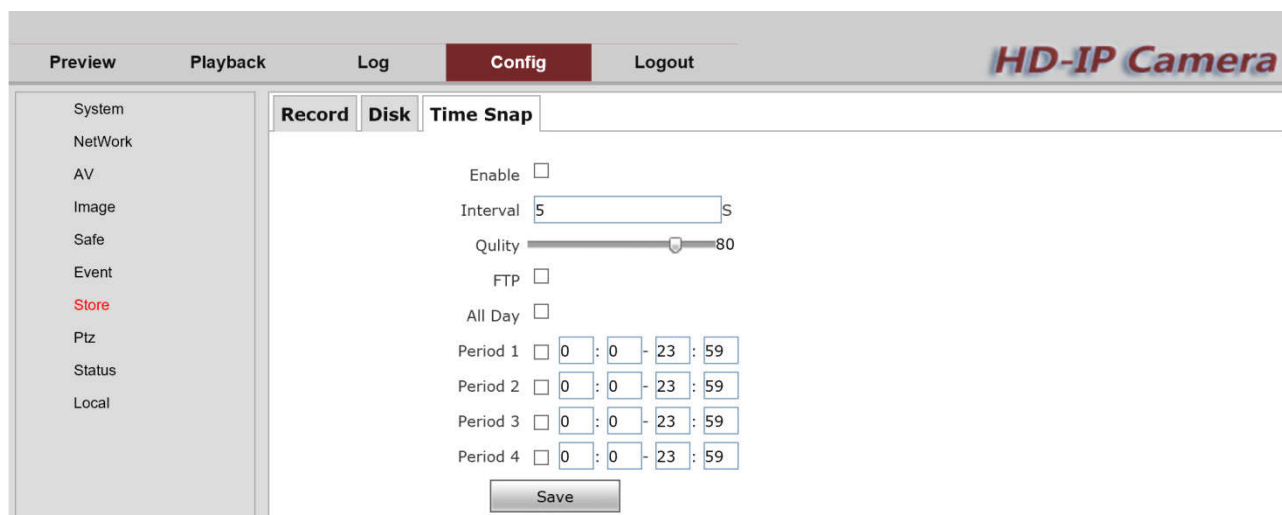 HD-IP Camera
Preview Playback Log Config Logout
System
NetWork
AV
Image
Safe
Event
Store
Ptz
Status
Local
Record Disk Time Snap
Enable
Interval 5 S
Qulity 80
FTP
All Day
Period 1 0 : 0 - 23 : 59
Period 2 0 : 0 - 23 : 59
Period 3 0 : 0 - 23 : 59
Period 4 0 : 0 - 23 : 59
Save